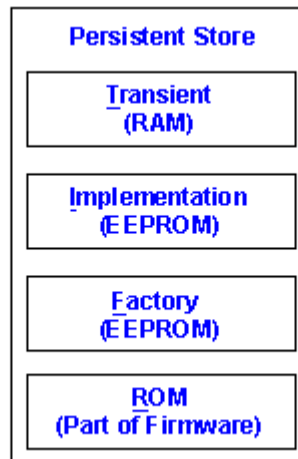 Persistent Store
Transient
(RAM)
Implementation
(EEPROM)
Factory
(EEPROM)
ROM
(Part of Firmware)